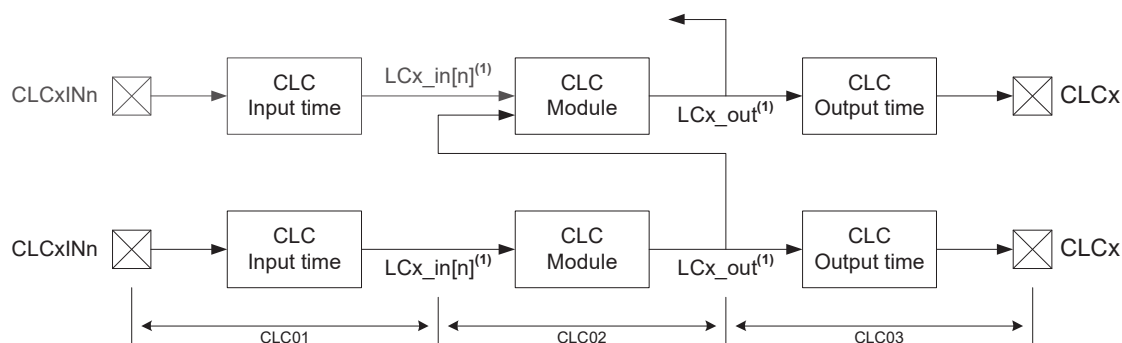 CLCxINn
CLC
Input time
LCx_in[n](1)
CLC
Module
LCx_out(1)
CLC
Output time
CLCx
CLCxINn
CLC
Input time
LCx_in[n](1)
CLC
Module
LCx_out(1)
CLC
Output time
CLCx
CLC01
CLC02
CLC03